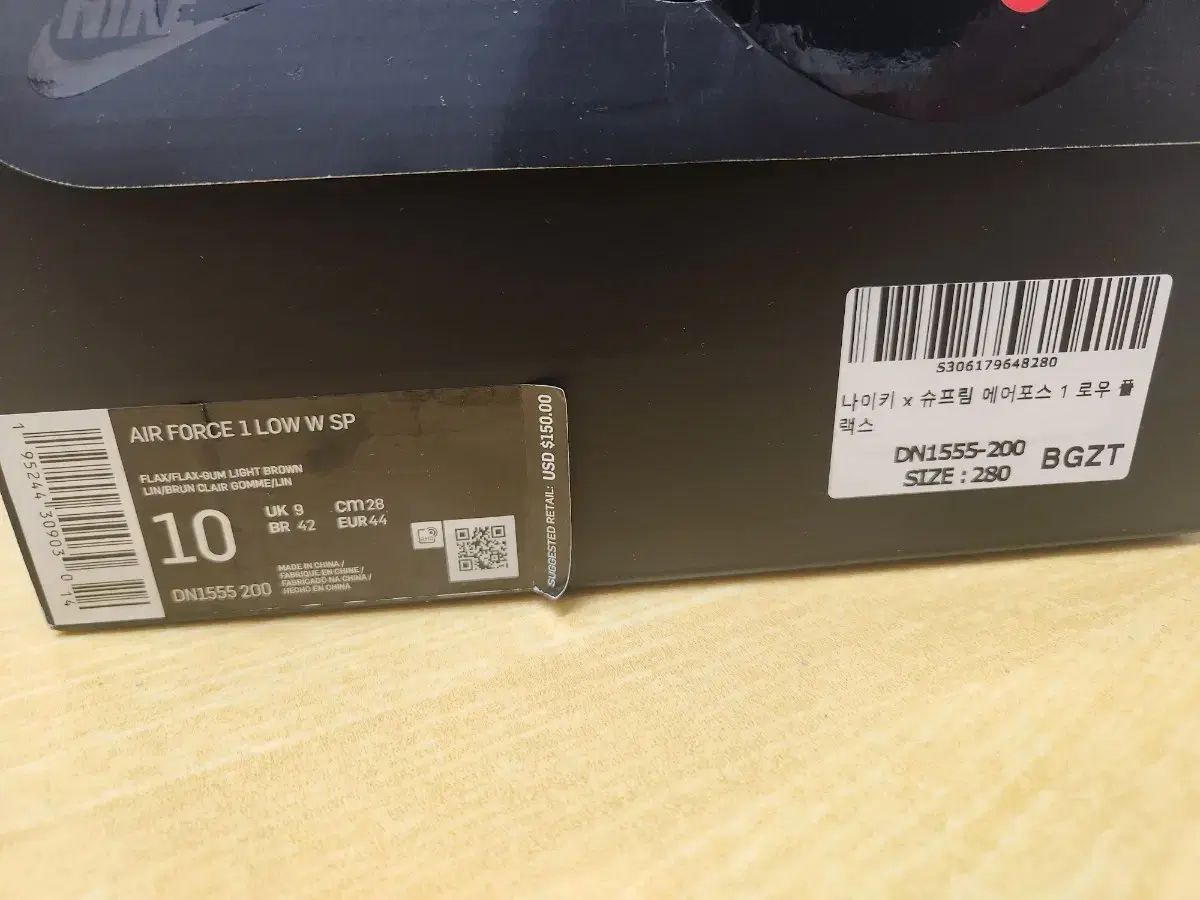 NIKE
S306179648280
나이키 x 슈프림 에어포스 1 로우 플
랙스
DN1555-200
SIZE : 280
BGZT
AIR FORCE 1 LOW W SP
FLAX/FLAX-GUM LIGHT BROWN
LIN/BRUN CLAIR GOMME/LIN
10
UK 9
BR 42
cm 28
EUR 44
DN1555 200
MADE IN CHINA /
FABRIQUÉ EN CHINE /
FABRICADO NA CHINA /
HECHO EN CHINA
SUGGESTED RETAIL: USD $150.00
1 95244 30903 0 14